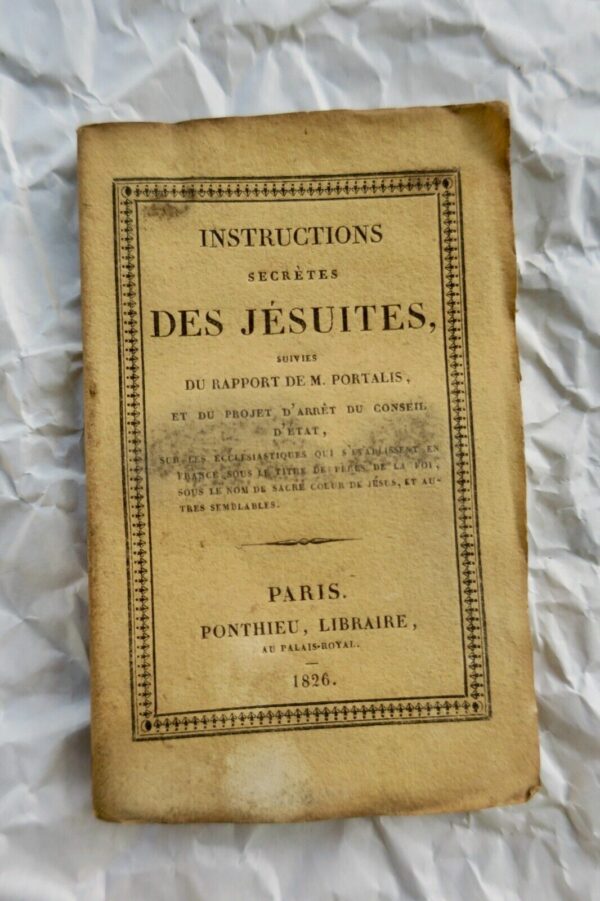 INSTRUCTIONS
SECRÈTES
DES JÉSUITES,
SUIVIES
DU RAPPORT DE M. PORTALIS,
ET DU PROJET D'ARRÊT DU CONSEIL
D'ÉTAT,
SUR LES ECCLESIASTIQUES QUI S'ÉTABLISSENT EN
FRANCE SOUS LE TITRE DE PÈRES DE LA FOI,
SOUS LE NOM DE SACRÉ COEUR DE JÉSUS, ET AU-
TRES SEMBLABLES.
PARIS.
PONTHIEU, LIBRAIRE,
AU PALAIS-ROYAL.
1826.